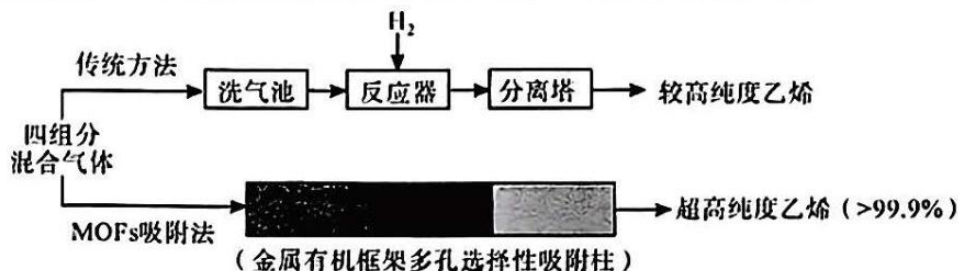 H₂
传统方法
洗气池
反应器
分离塔
较高纯度乙烯
四组分
混合气体
MOFs吸附法
超高纯度乙烯（>99.9%）
（金属有机框架多孔选择性吸附柱）